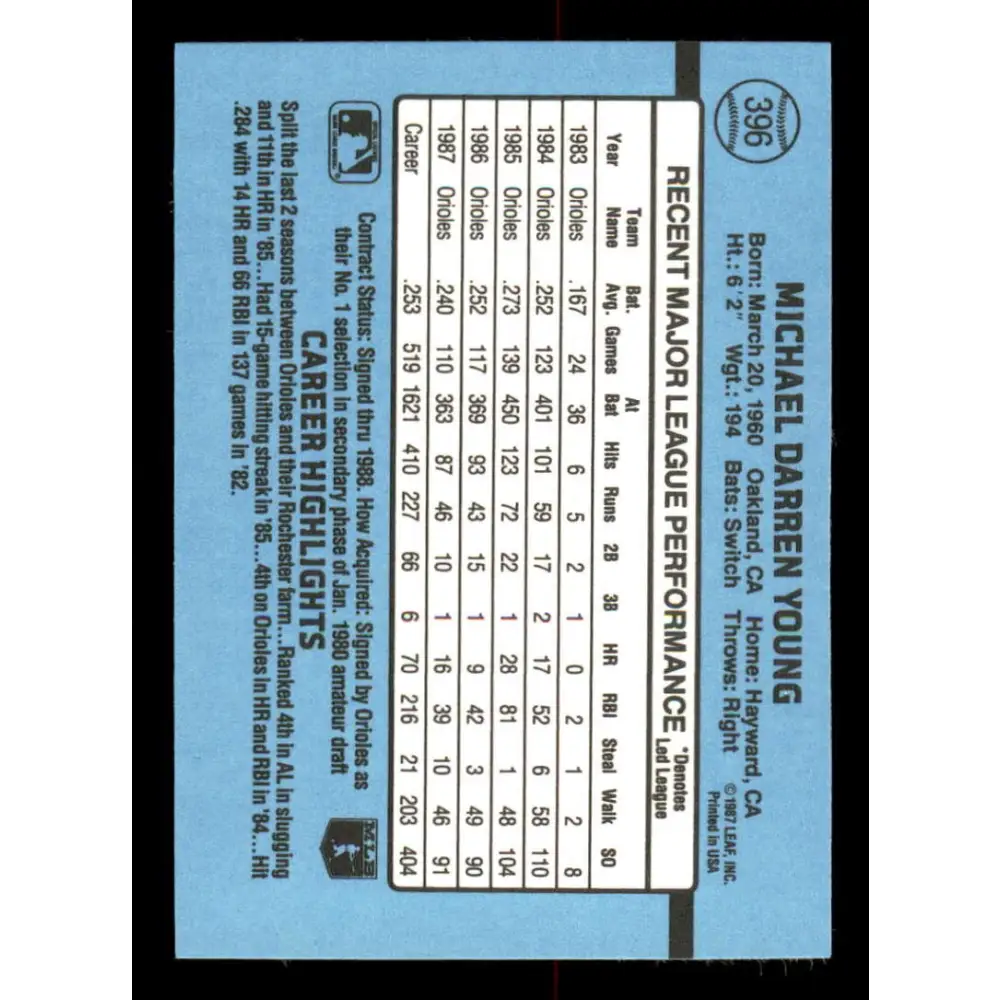 396
MICHAEL DARREN YOUNG
Born: March 20, 1960 Oakland, CA Home: Hayward, CA
Ht.: 6'2" Wgt.: 194 Bats: Switch Throws: Right
©1987 LEAF, INC.
Printed in USA
RECENT MAJOR LEAGUE PERFORMANCE
*Denotes
Led League
Year Team Name Bat. Avg. Games At Bat Hits Runs 2B 3B HR RBI Steal Walk SO
1983 Orioles .167 24 36 6 5 2 1 0 2 1 2 8
1984 Orioles .252 123 401 101 59 17 2 17 52 6 58 110
1985 Orioles .273 139 450 123 72 22 1 28 81 1 48 104
1986 Orioles .252 117 369 93 43 15 1 9 42 3 49 90
1987 Orioles .240 110 363 87 46 10 1 16 39 10 46 91
Career .253 519 1621 410 227 66 6 70 216 21 203 404
Contract Status: Signed thru 1988. How Acquired: Signed by Orioles as
their No. 1 selection in secondary phase of Jan. 1980 amateur draft
MLB
CAREER HIGHLIGHTS
Split the last 2 seasons between Orioles and their Rochester farm...Ranked 4th in AL in slugging
and 11th in HR in '85...Had 15-game hitting streak in '85...4th on Orioles in HR and RBI in '84...Hit
.284 with 14 HR and 66 RBI in 137 games in '82.